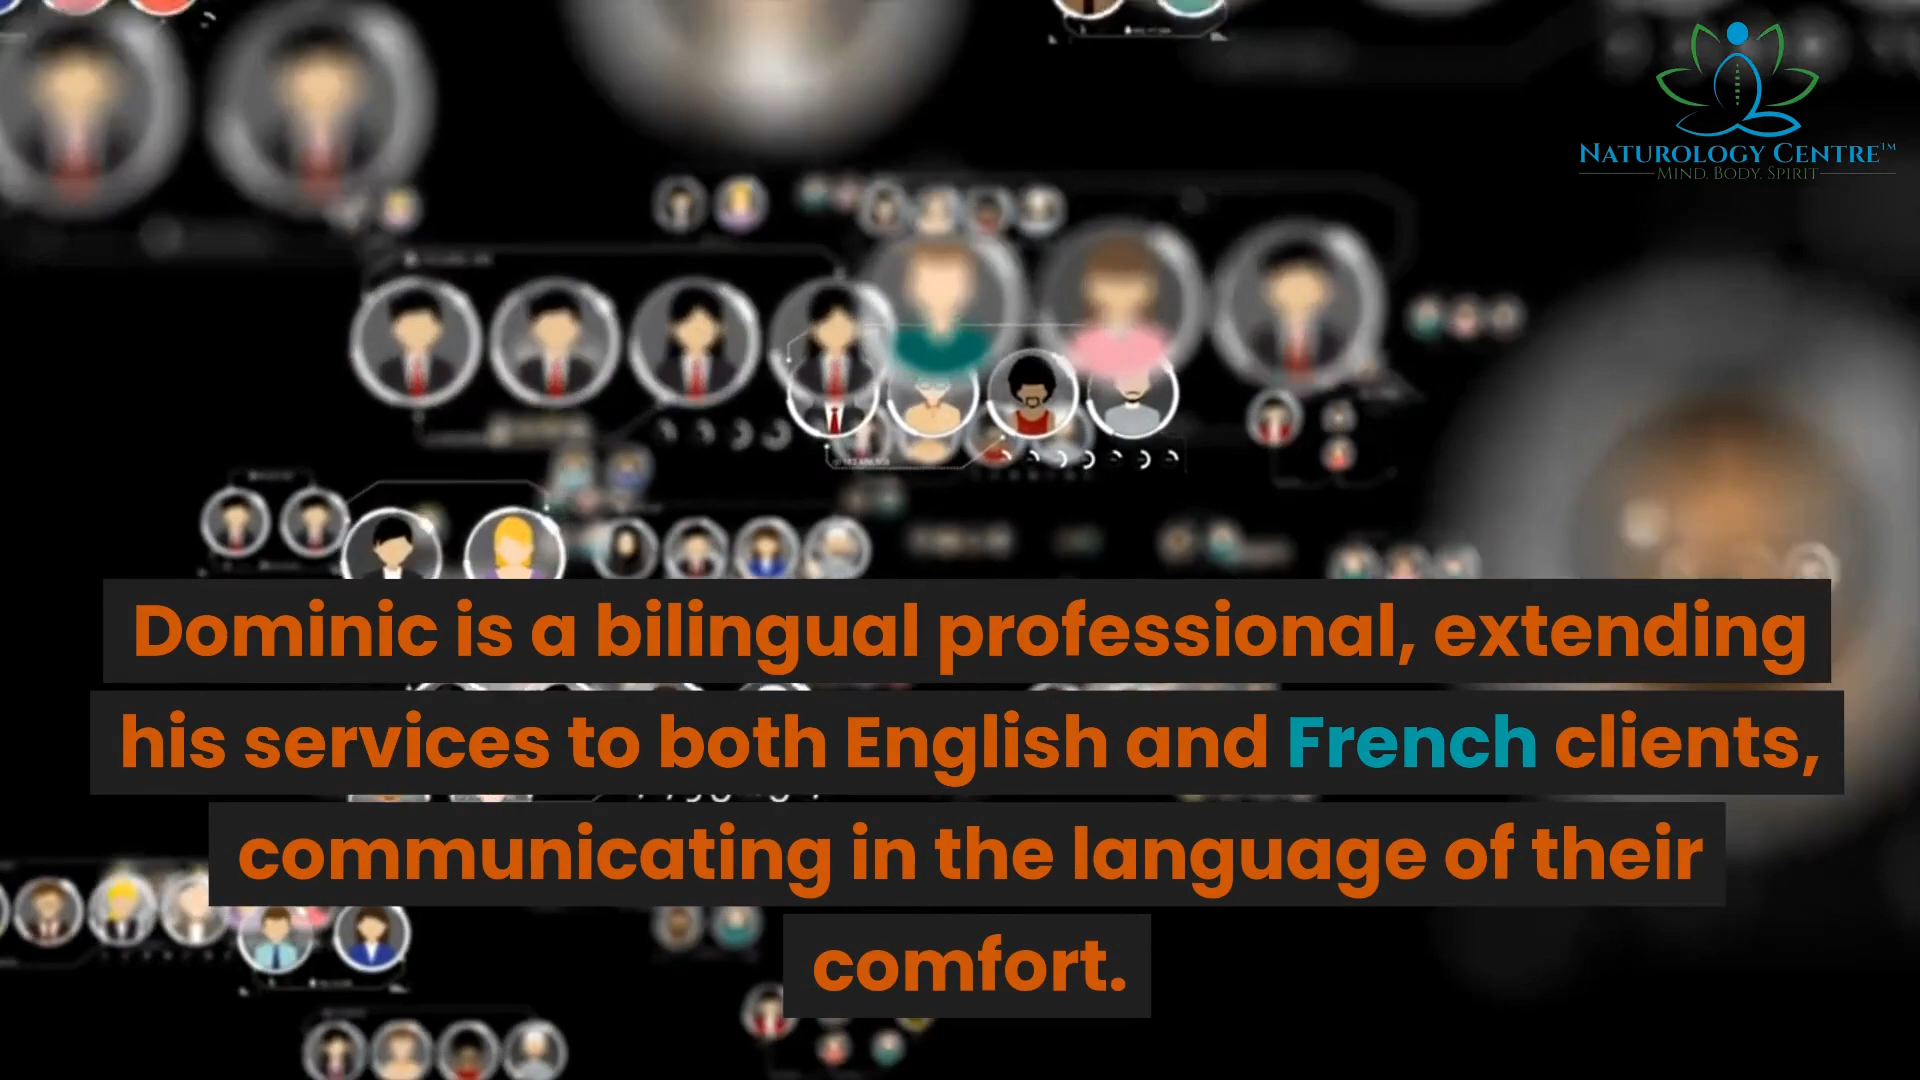 NATUROLOGY CENTRE™
MIND. BODY. SPIRIT
Dominic is a bilingual professional, extending
his services to both English and French clients,
communicating in the language of their
comfort.